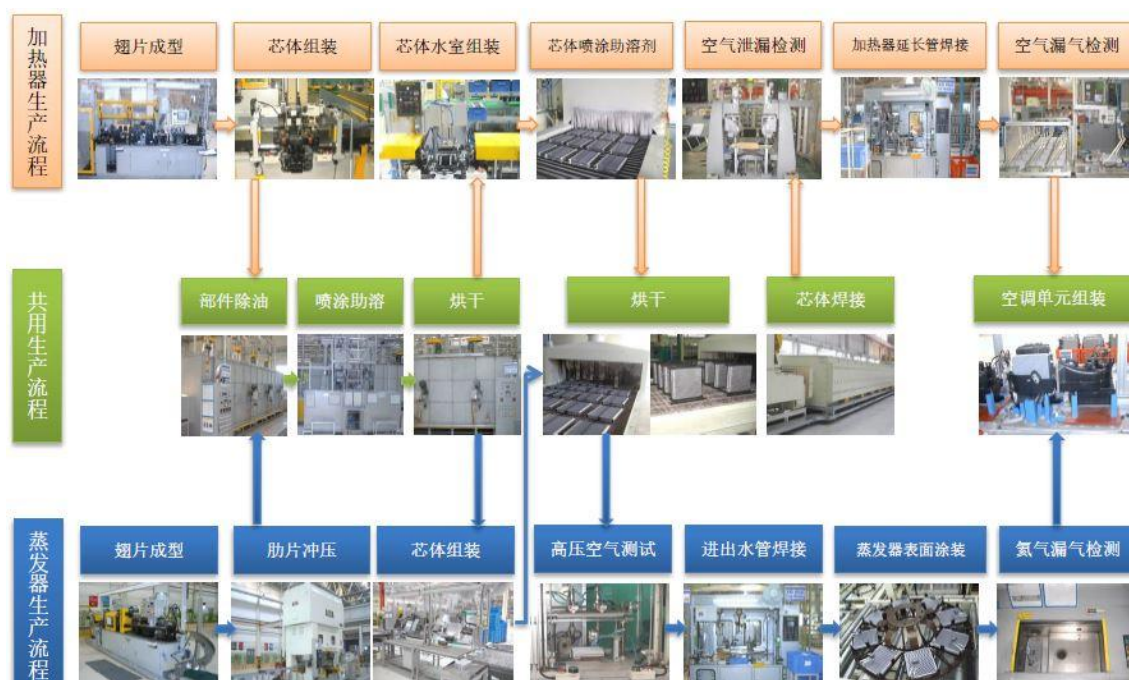 加热器生产流程
翅片成型
芯体组装
芯体水室组装
芯体喷涂助溶剂
空气泄漏检测
加热器延长管焊接
空气漏气检测
共用生产流程
部件除油
喷涂助溶
烘干
烘干
芯体焊接
空调单元组装
蒸发器生产流程
翅片成型
肋片冲压
芯体组装
高压空气测试
进出水管焊接
蒸发器表面涂装
氦气漏气检测